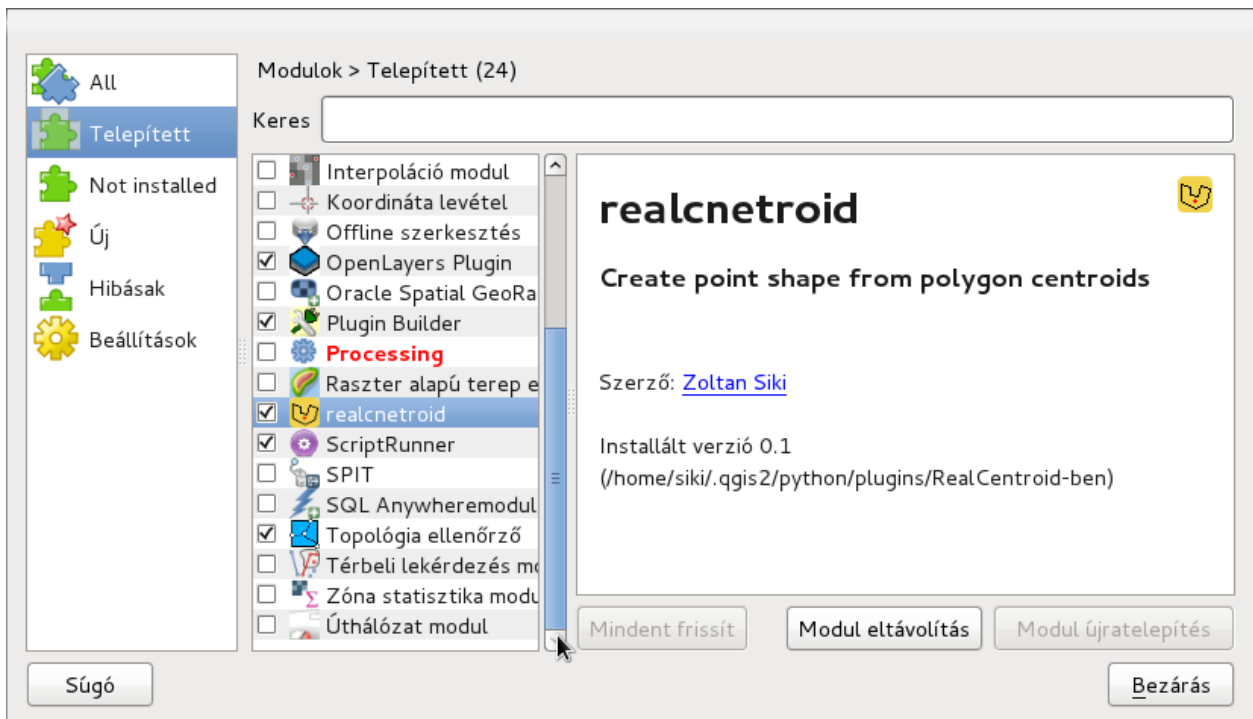 All
Telepített
Not installed
Új
Hibásak
Beállítások
Modulok > Telepített (24)
Keres
Interpoláció modul
Koordináta levétel
Offline szerkesztés
OpenLayers Plugin
Oracle Spatial GeoRa
Plugin Builder
Processing
Raszter alapú terep e
realcnetroid
ScriptRunner
SPIT
SQL Anywheremodul
Topológia ellenőrző
Térbeli lekérdezés mo
Zóna statisztika modu
Úthálózat modul
realcnetroid
Create point shape from polygon centroids
Szerző: Zoltan Siki
Installált verzió 0.1
(/home/siki/.qgis2/python/plugins/RealCentroid-ben)
Mindent frissít
Modul eltávolítás
Modul újratelepítés
Súgó
Bezárás